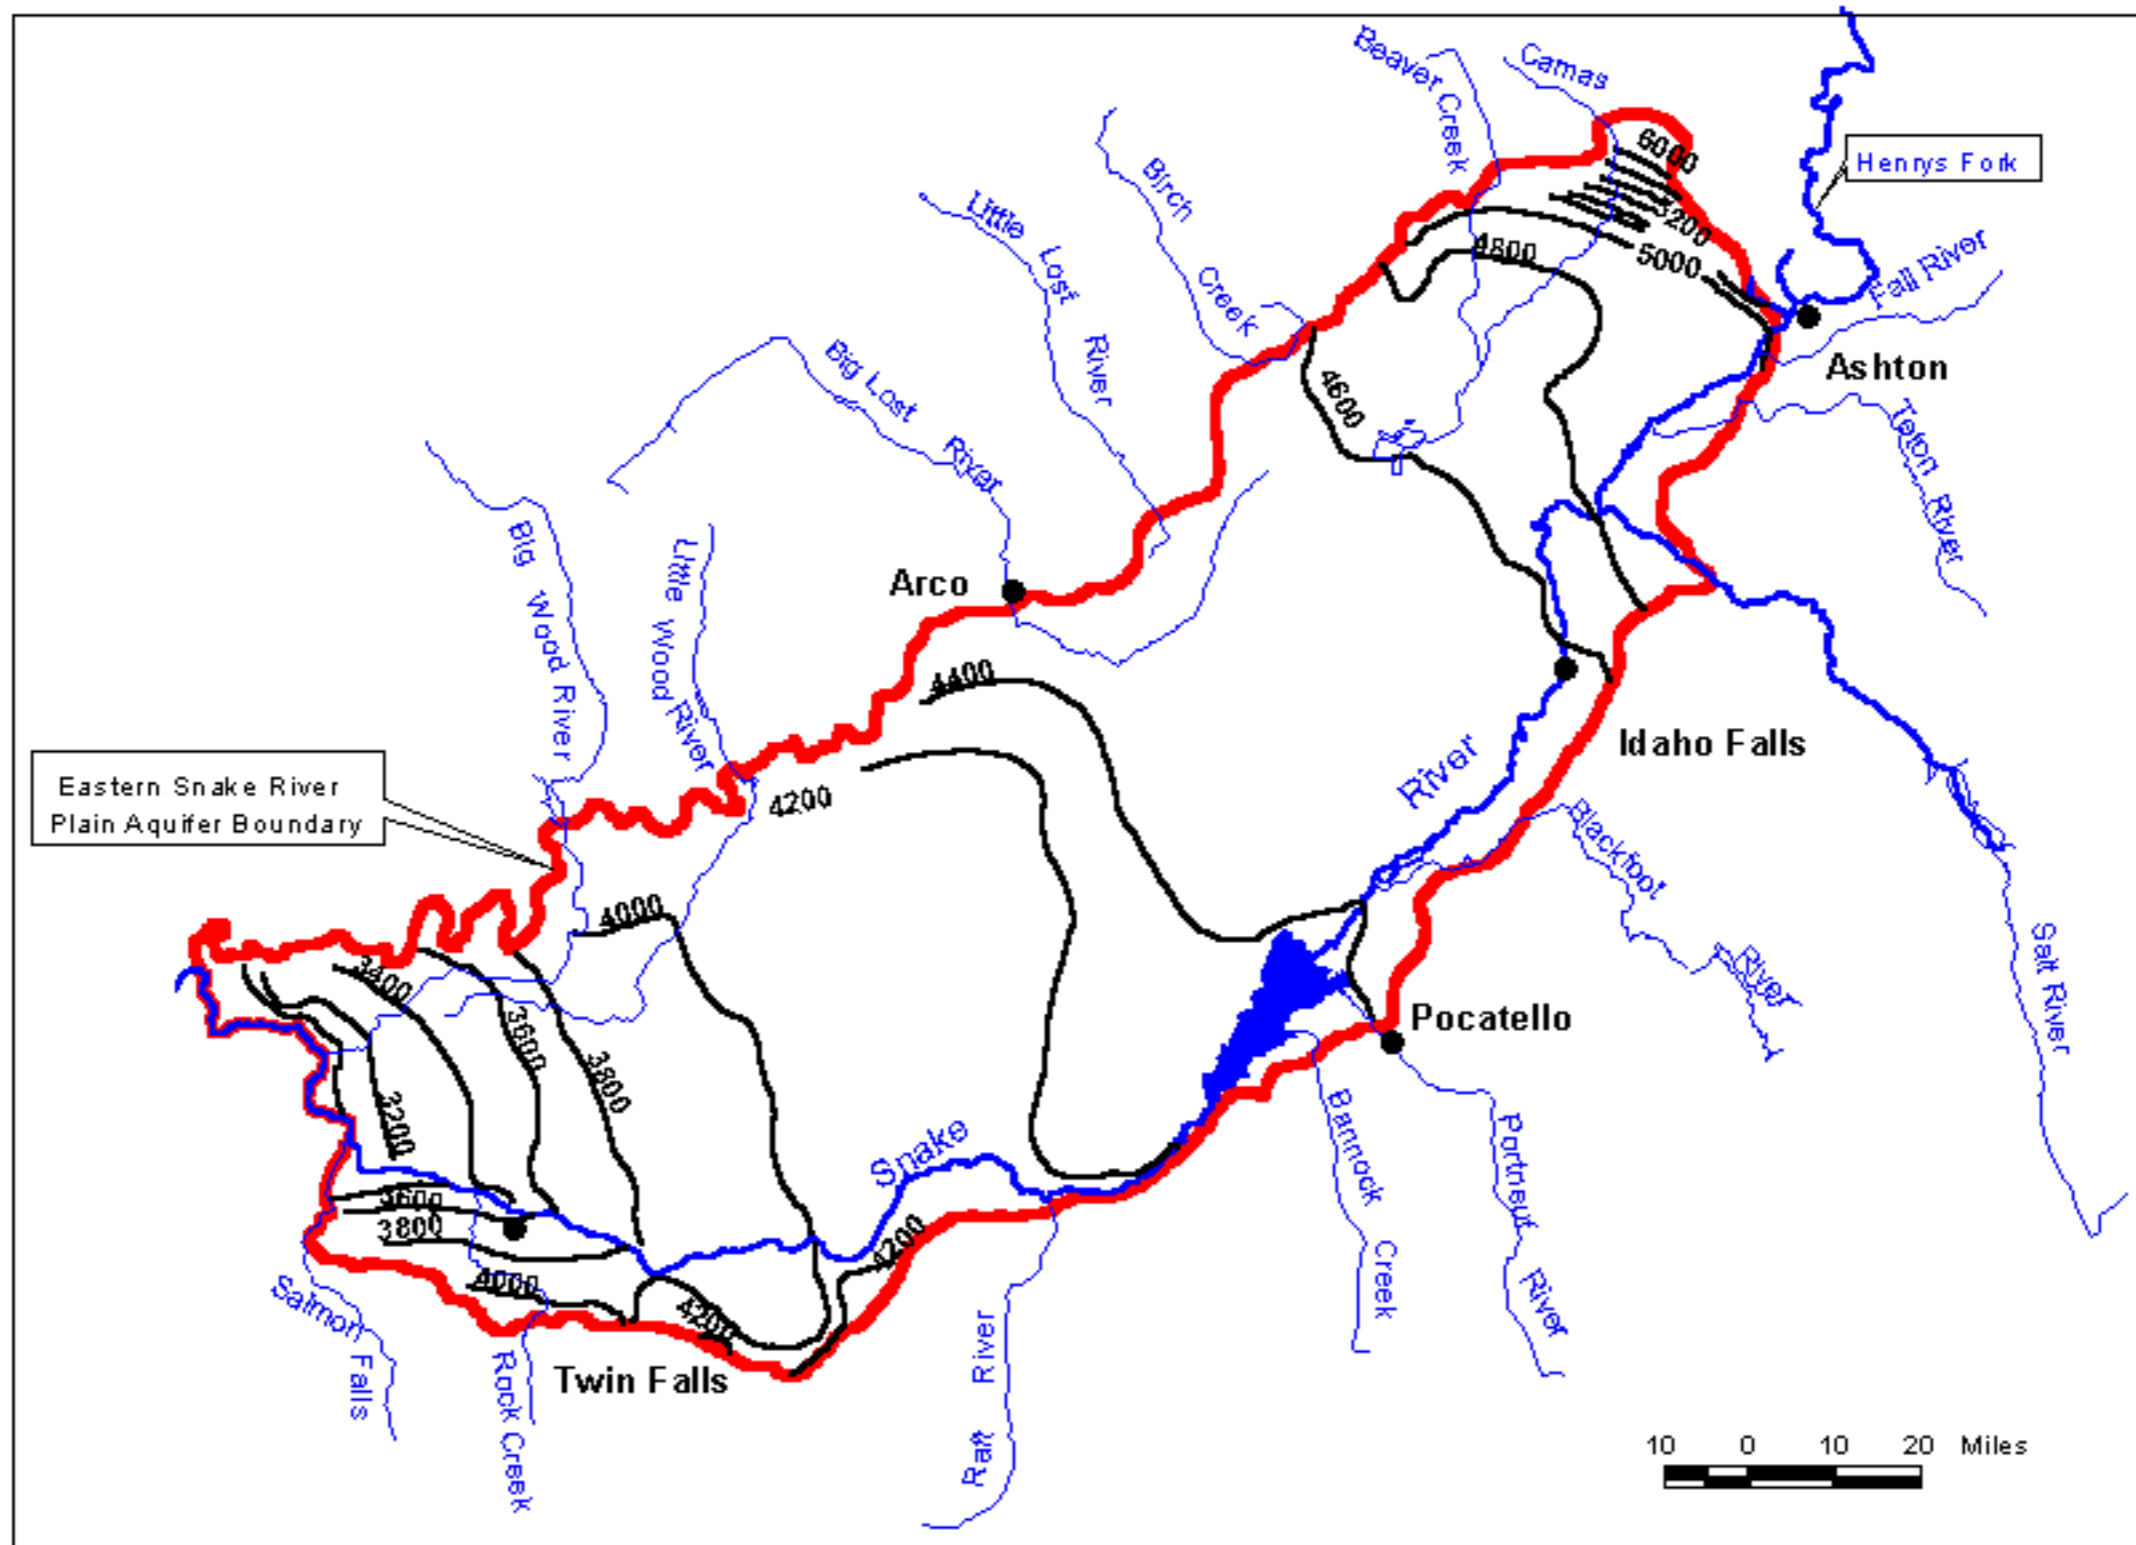 Beaver Creek
Camas
6000
Hennys Fork
5200
5000
4800
Fall River
Ashton
Teton River
Birch Creek
Little Lost River
Big Lost River
4600
Arco
Big Wood River
Little Wood River
4400
River
Idaho Falls
Eastern Snake River
Plain Aquifer Boundary
4200
Blackfoot River
Salt River
4000
3400
3600
3800
3200
Pocatello
Snake
Bannock Creek
Portneuf River
3600
3800
4000
4200
4200
Salmon Falls
Twin Falls
Rock Creek
Raft River
10 0 10 20 Miles